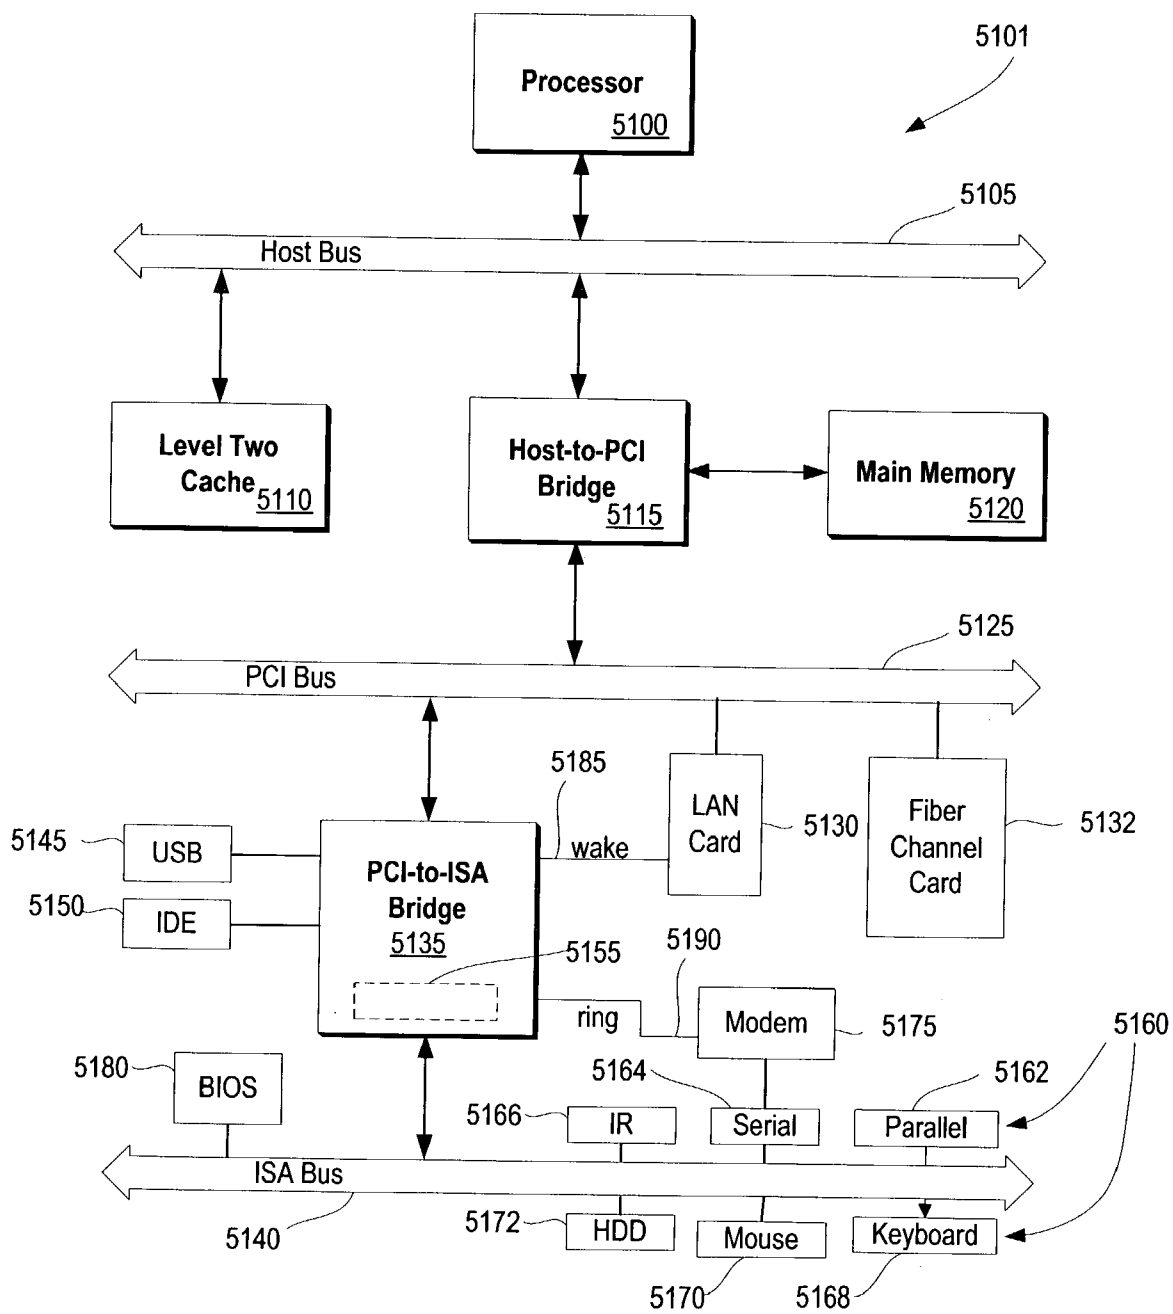 5101
Processor
5100
5105
Host Bus
Level Two
Cache
5110
Host-to-PCI
Bridge
5115
Main Memory
5120
5125
PCI Bus
5185
LAN
Card
5130
Fiber
Channel
Card
5132
5145
USB
wake
PCI-to-ISA
Bridge
5135
5150
IDE
5155
5190
ring
Modem
5175
5160
5180
BIOS
5164
5162
5166
IR
Serial
Parallel
ISA Bus
5140
5172
HDD
Mouse
Keyboard
5170
5168